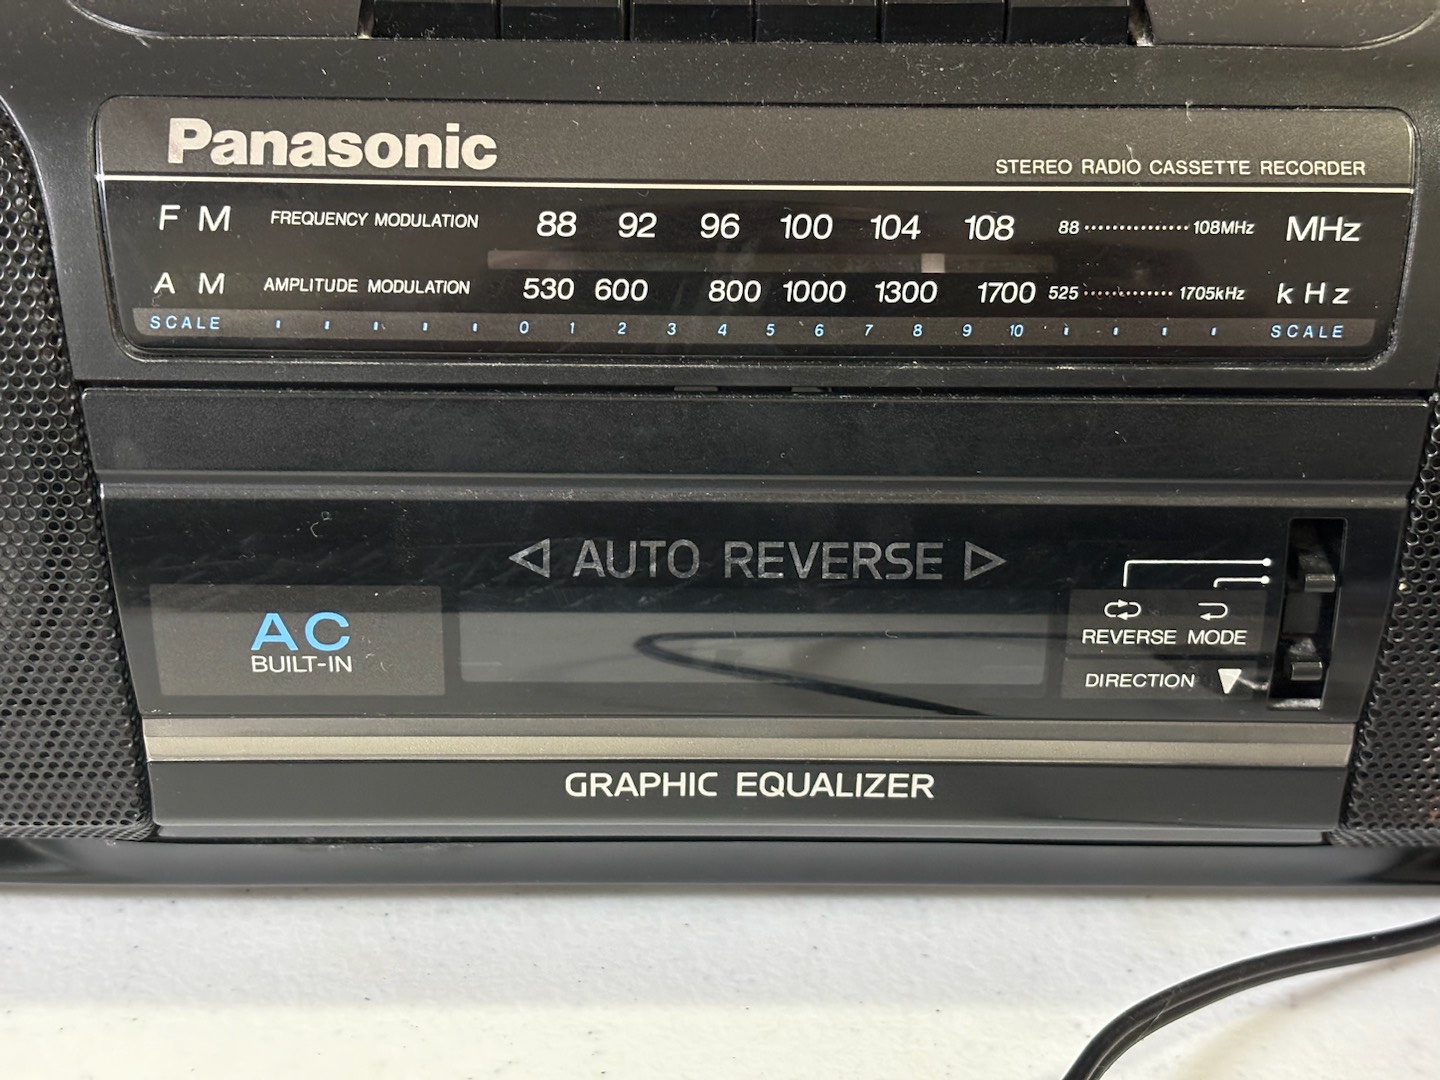 Panasonic
STEREO RADIO CASSETTE RECORDER
FM FREQUENCY MODULATION 88 92 96 100 104 108 88 ............... 108MHz MHz
AM AMPLITUDE MODULATION 530 600 800 1000 1300 1700 525 ............. 1705kHz kHz
SCALE 0 1 2 3 4 5 6 7 8 9 10 SCALE
◁ AUTO REVERSE ▷
AC
BUILT-IN
REVERSE MODE
DIRECTION
GRAPHIC EQUALIZER